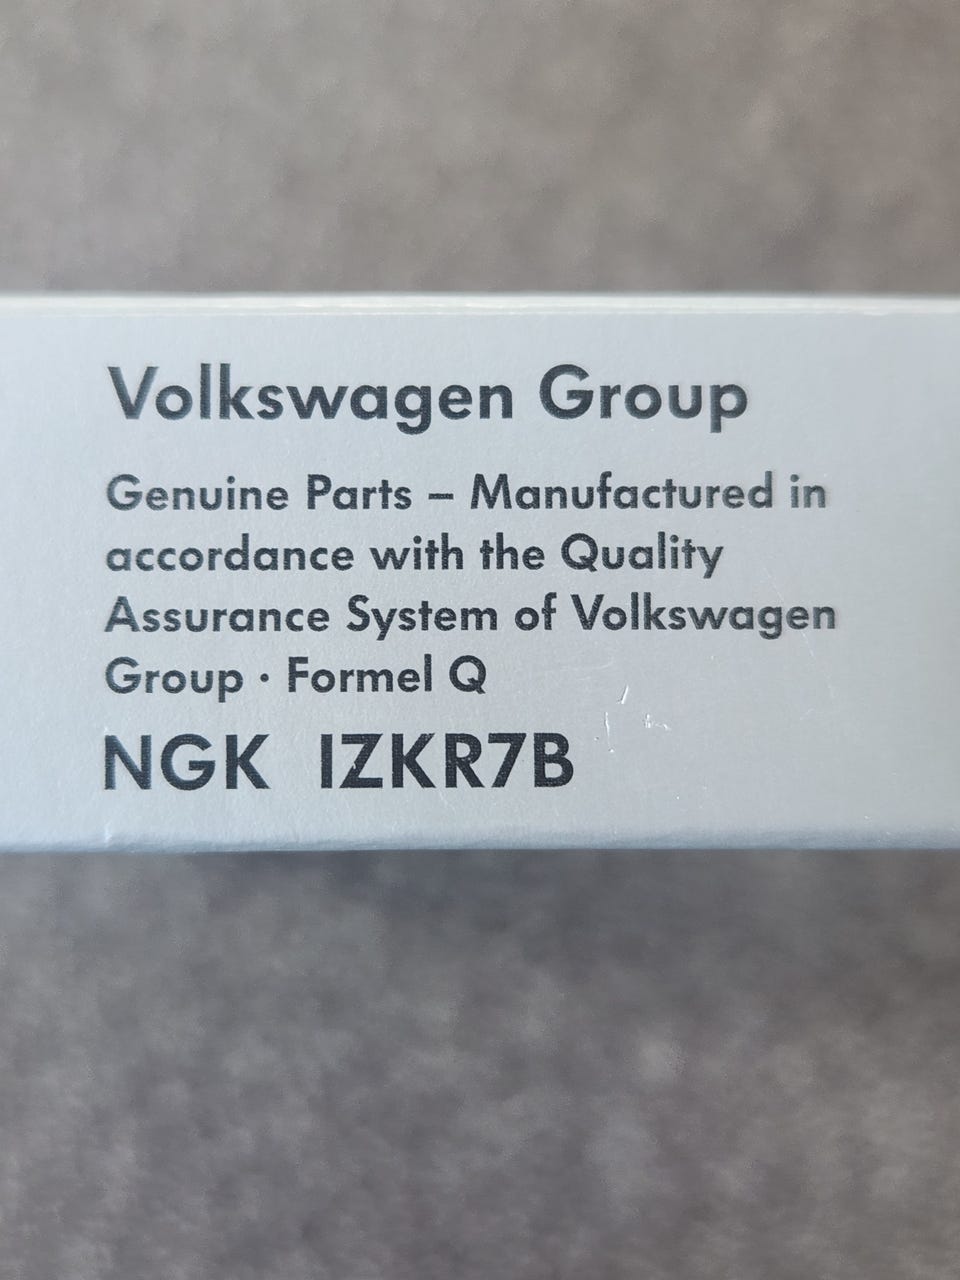 Volkswagen Group
Genuine Parts – Manufactured in
accordance with the Quality
Assurance System of Volkswagen
Group · Formel Q
NGK IZKR7B